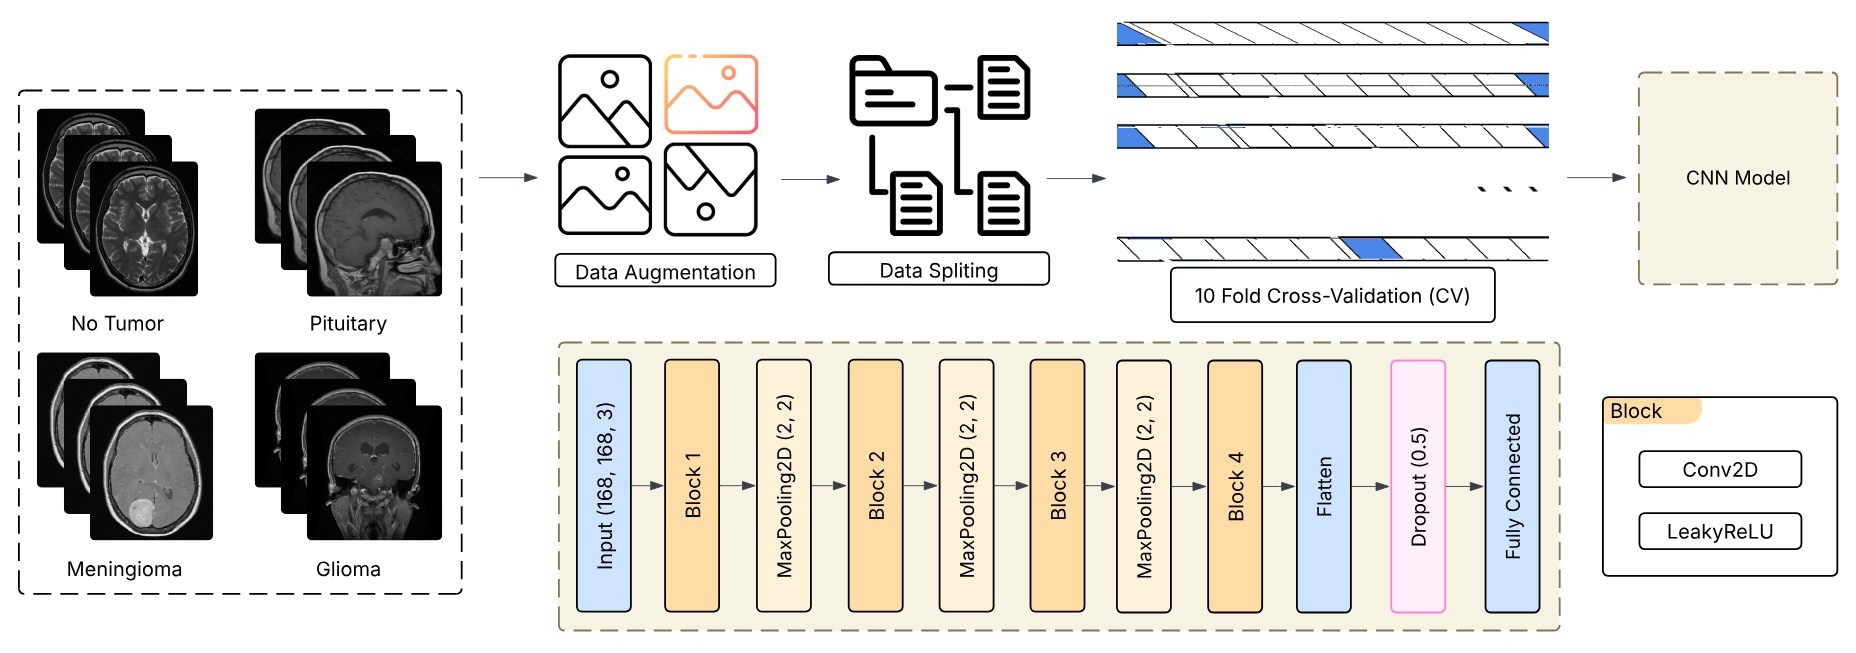 No Tumor
Pituitary
Meningioma
Glioma
Data Augmentation
Data Spliting
10 Fold Cross-Validation (CV)
CNN Model
Input (168, 168, 3)
Block 1
MaxPooling2D (2, 2)
Block 2
MaxPooling2D (2, 2)
Block 3
MaxPooling2D (2, 2)
Block 4
Flatten
Dropout (0.5)
Fully Connected
Block
Conv2D
LeakyReLU